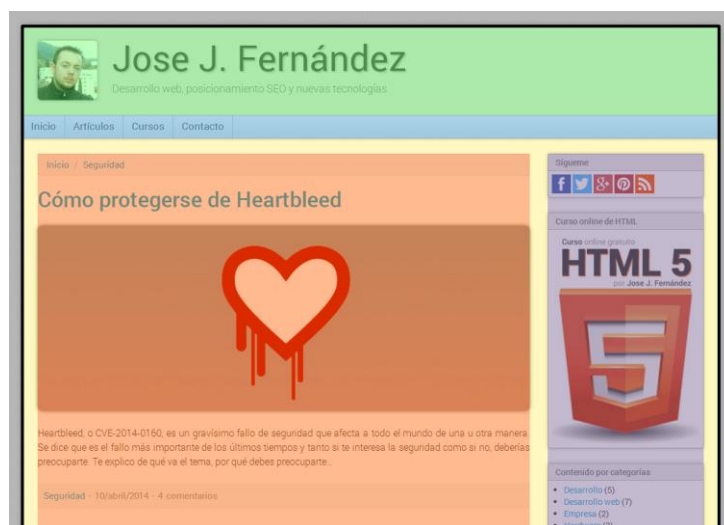 Jose J. Fernández
Desarrollo web, posicionamiento SEO y nuevas tecnologías
Inicio Artículos Cursos Contacto
Inicio / Seguridad
Cómo protegerse de Heartbleed
Heartbleed, o CVE-2014-0160, es un gravísimo fallo de seguridad que afecta a todo el mundo de una u otra manera.
Se dice que es el fallo más importante de los últimos tiempos y tanto si te interesa la seguridad como si no, deberías
preocuparte. Te explico de qué va el tema, por qué debes preocuparte...
Seguridad - 10/abril/2014 - 4 comentarios
Sígueme
Curso online de HTML
Curso online gratuito
HTML 5
por Jose J. Fernández
Contenido por categorías
Desarrollo (5)
Desarrollo web (7)
Empresa (2)